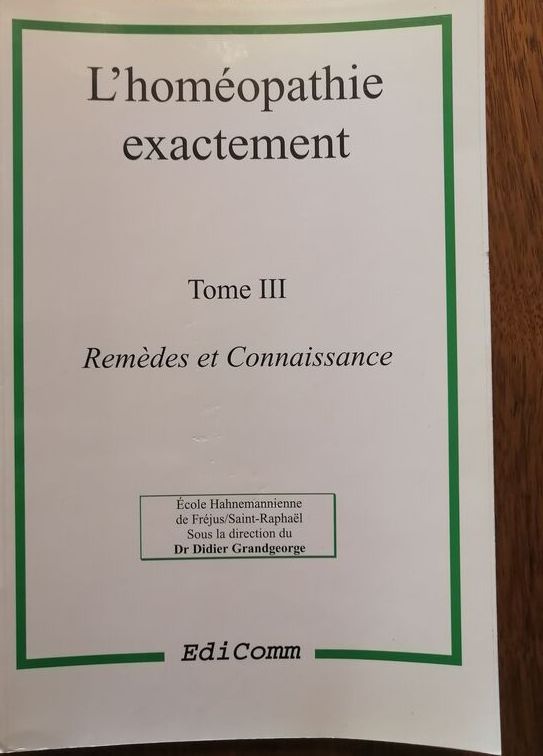 L'homéopathie
exactement
Tome III
Remèdes et Connaissance
École Hahnemannienne
de Fréjus/Saint-Raphaël
Sous la direction du
Dr Didier Grandgeorge
EdiComm